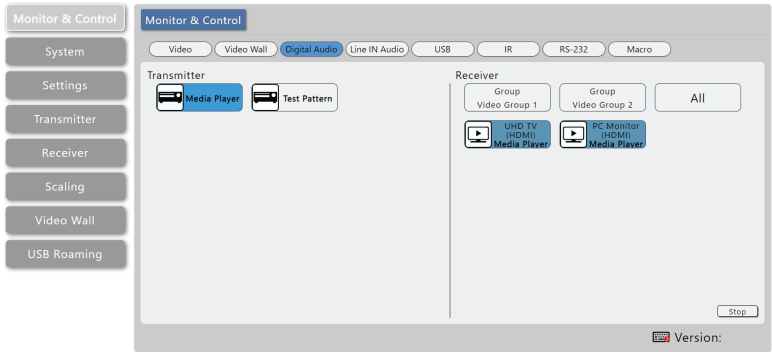 Monitor & Control
System
Settings
Transmitter
Receiver
Scaling
Video Wall
USB Roaming
Monitor & Control
Video
Video Wall
Digital Audio
Line IN Audio
USB
IR
RS-232
Macro
Transmitter
Media Player
Test Pattern
Receiver
Group
Video Group 1
Group
Video Group 2
All
UHD TV
(HDMI)
Media Player
PC Monitor
(HDMI)
Media Player
Stop
Version: